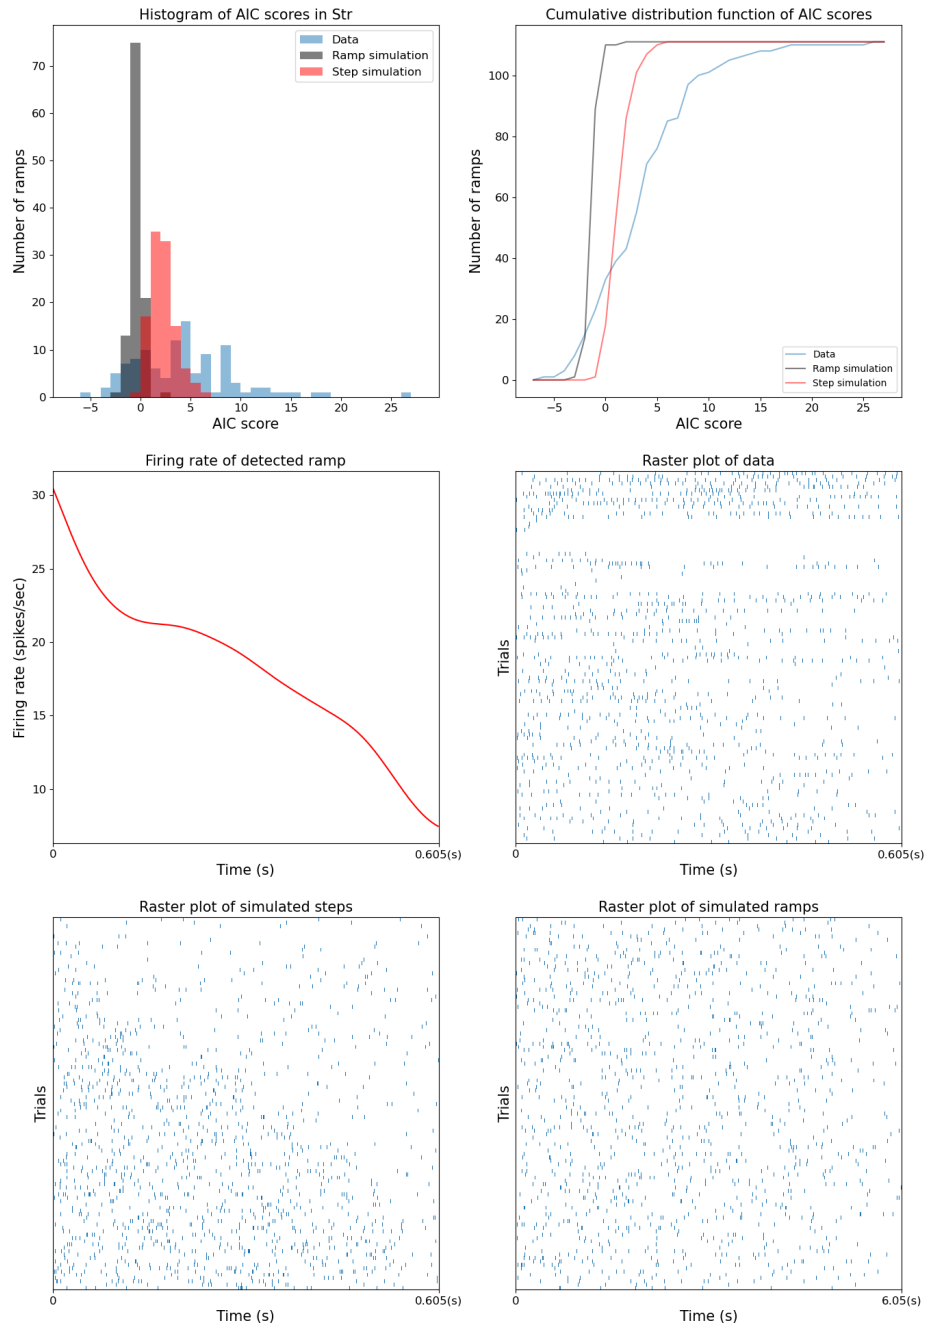 Histogram of AIC scores in Str
Data
Ramp simulation
Step simulation
Number of ramps
70
60
50
40
30
20
10
0
−5
0
5
10
15
20
25
AIC score
Cumulative distribution function of AIC scores
Number of ramps
100
80
60
40
20
0
Data
Ramp simulation
Step simulation
−5
0
5
10
15
20
25
AIC score
Firing rate of detected ramp
Firing rate (spikes/sec)
30
25
20
15
10
0
0.605(s)
Time (s)
Raster plot of data
Trials
0
0.605(s)
Time (s)
Raster plot of simulated steps
Trials
0
0.605(s)
Time (s)
Raster plot of simulated ramps
Trials
0
6.05(s)
Time (s)